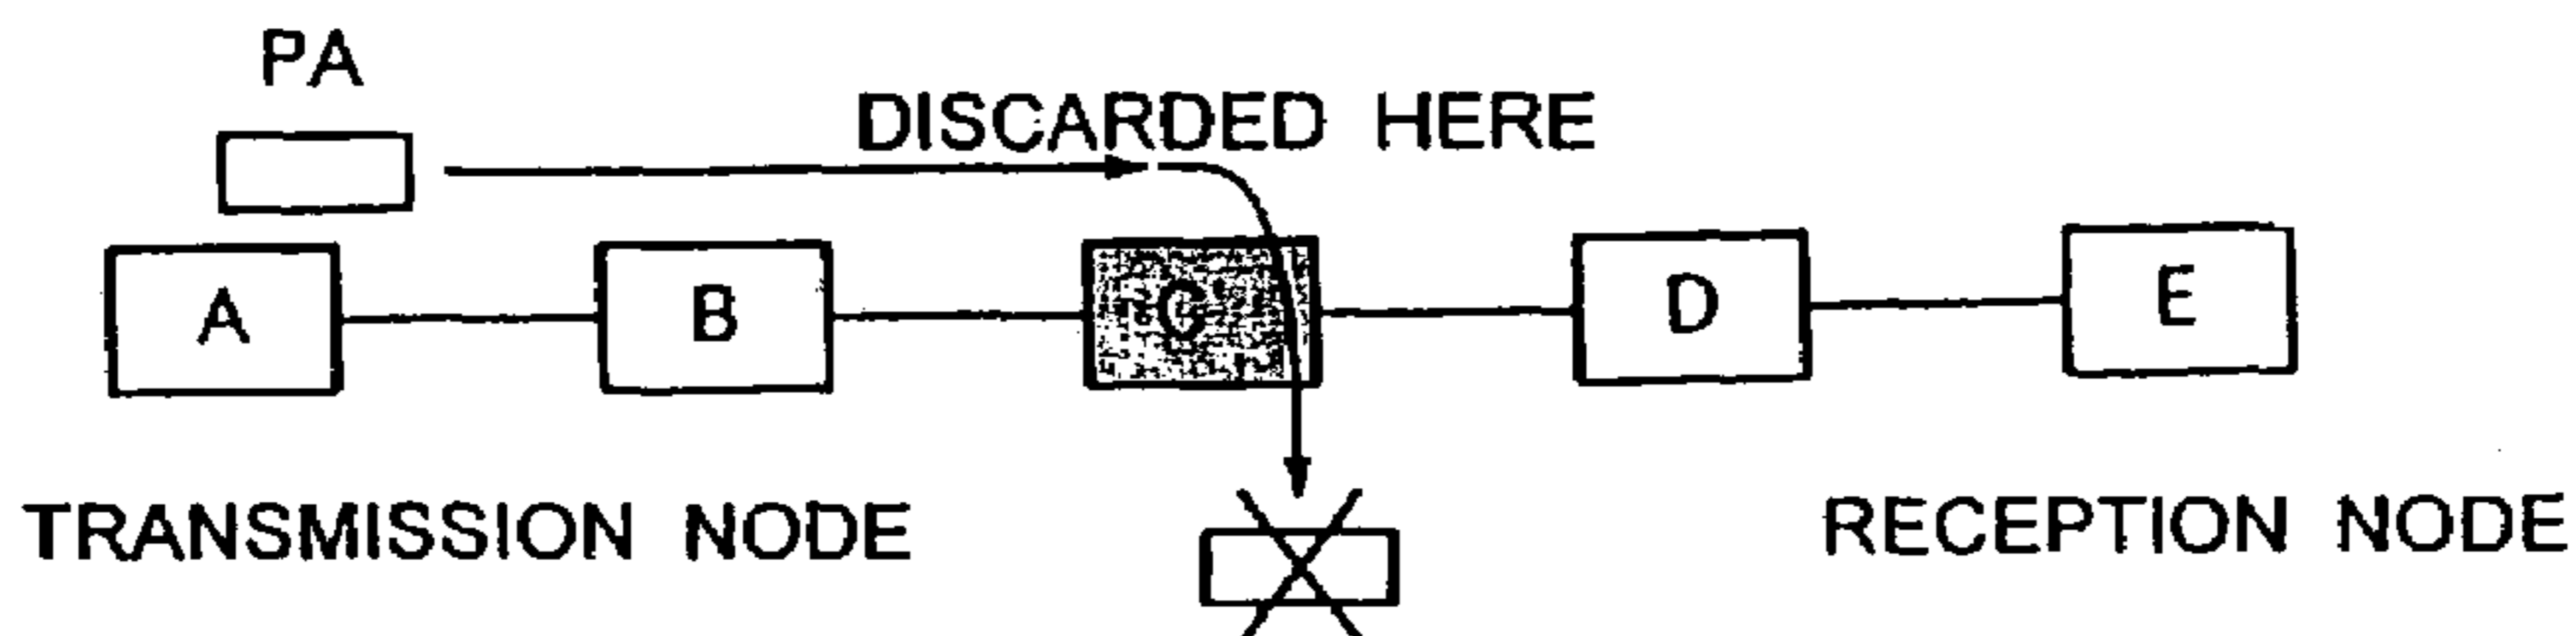 PA
DISCARDED HERE
A B C D E
TRANSMISSION NODE RECEPTION NODE